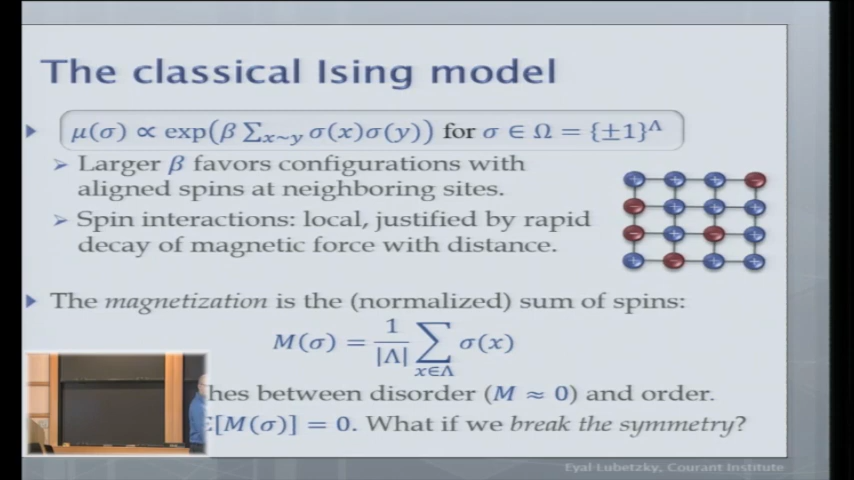 The classical Ising model
μ(σ) ∝ exp(β ∑x~y σ(x)σ(y)) for σ ∈ Ω = {±1}^Λ
➢ Larger β favors configurations with
aligned spins at neighboring sites.
➢ Spin interactions: local, justified by rapid
decay of magnetic force with distance.
The magnetization is the (normalized) sum of spins:
M(σ) = 1/|Λ| ∑x∈Λ σ(x)
hes between disorder (M ≈ 0) and order.
[M(σ)] = 0. What if we break the symmetry?
Eyal Lubetzky, Courant Institute